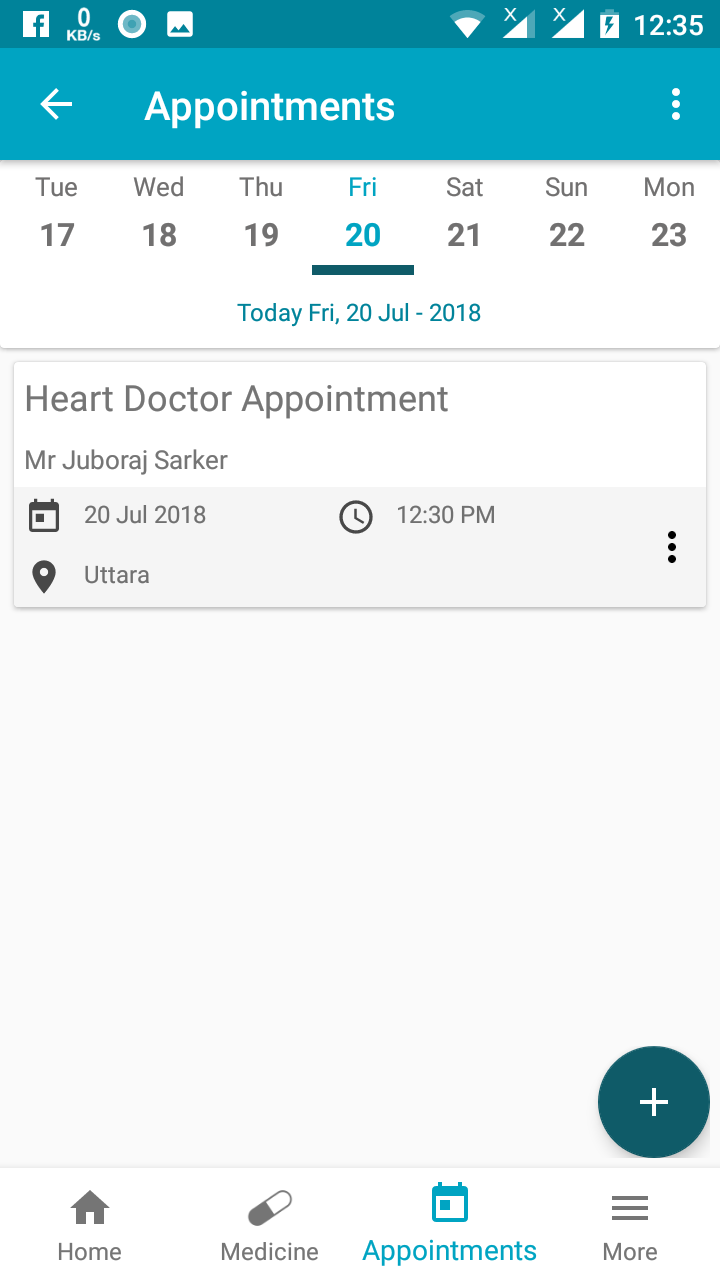 0 KB/s X X 12:35
Appointments
Tue Wed Thu Fri Sat Sun Mon
17 18 19 20 21 22 23
Today Fri, 20 Jul - 2018
Heart Doctor Appointment
Mr Juboraj Sarker
20 Jul 2018 12:30 PM
Uttara
Home Medicine Appointments More